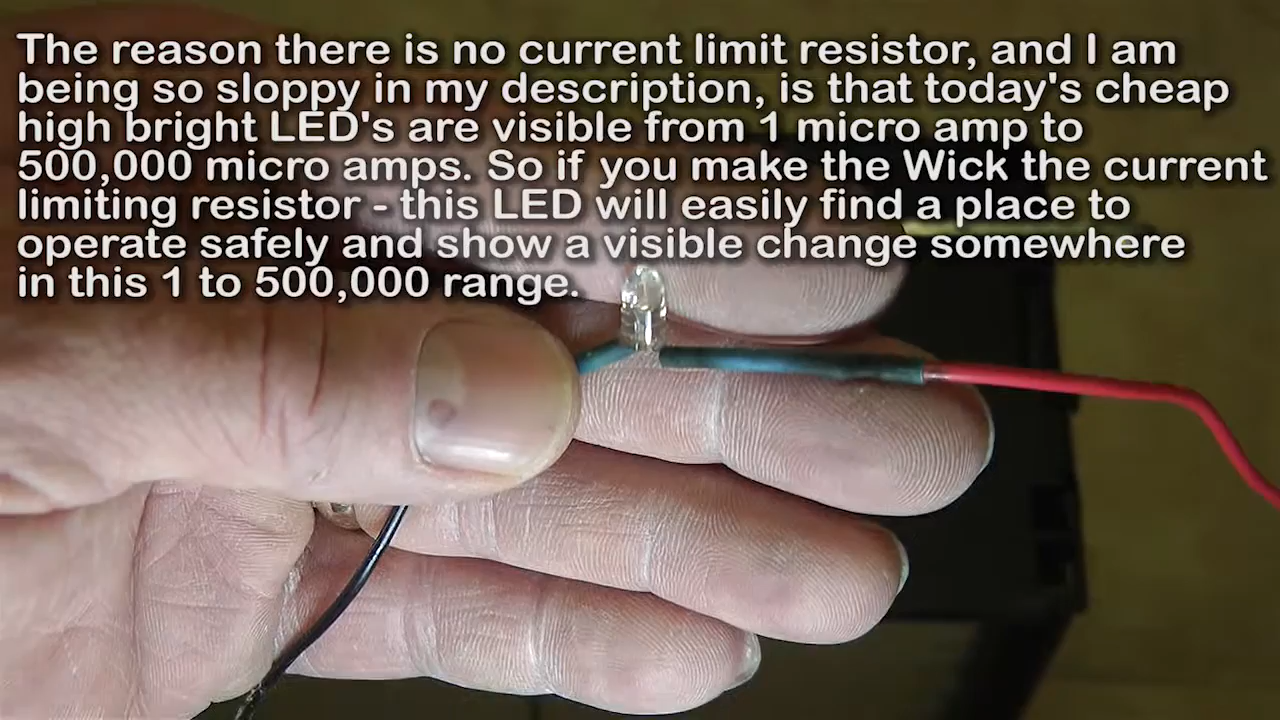 The reason there is no current limit resistor, and I am
being so sloppy in my description, is that today's cheap
high bright LED's are visible from 1 micro amp to
500,000 micro amps. So if you make the Wick the current
limiting resistor - this LED will easily find a place to
operate safely and show a visible change somewhere
in this 1 to 500,000 range.